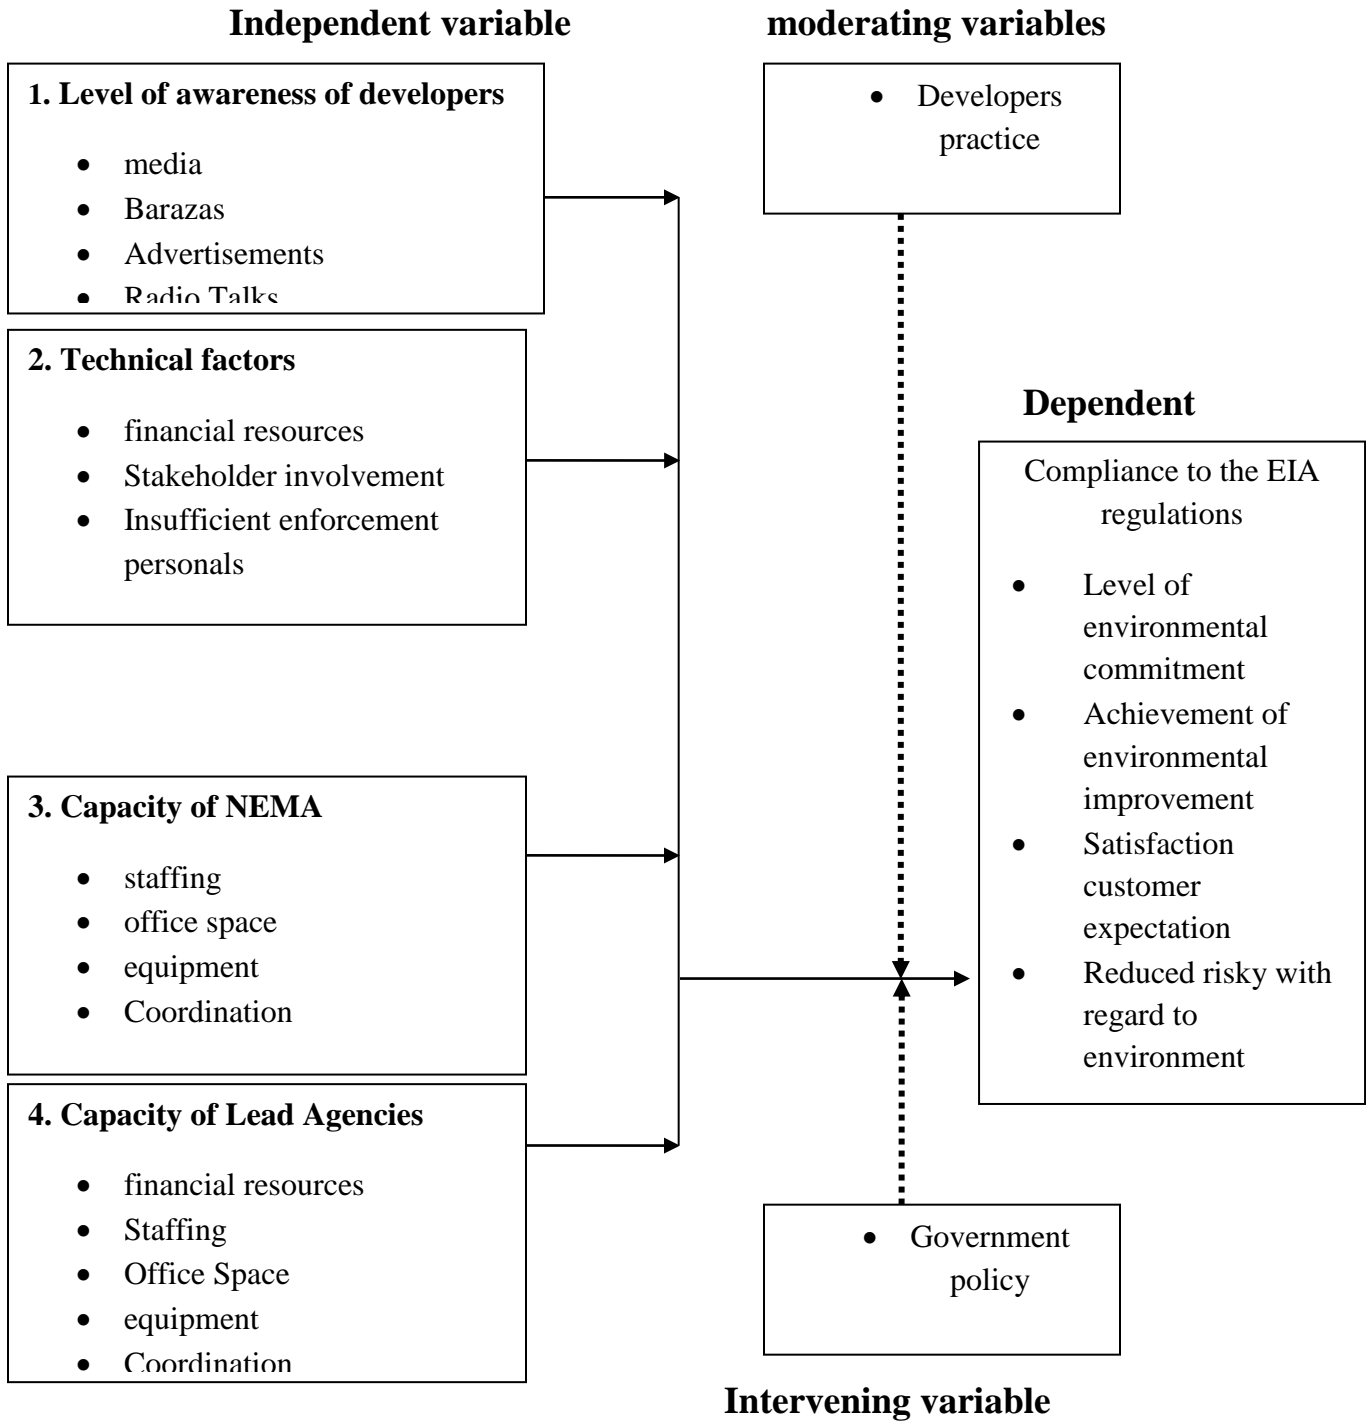 Independent variable
moderating variables
1. Level of awareness of developers
• media
• Barazas
• Advertisements
• Radio Talks
2. Technical factors
• financial resources
• Stakeholder involvement
• Insufficient enforcement
personals
3. Capacity of NEMA
• staffing
• office space
• equipment
• Coordination
4. Capacity of Lead Agencies
• financial resources
• Staffing
• Office Space
• equipment
• Coordination
• Developers
practice
Dependent
Compliance to the EIA
regulations
• Level of
environmental
commitment
• Achievement of
environmental
improvement
• Satisfaction
customer
expectation
• Reduced risky with
regard to
environment
• Government
policy
Intervening variable